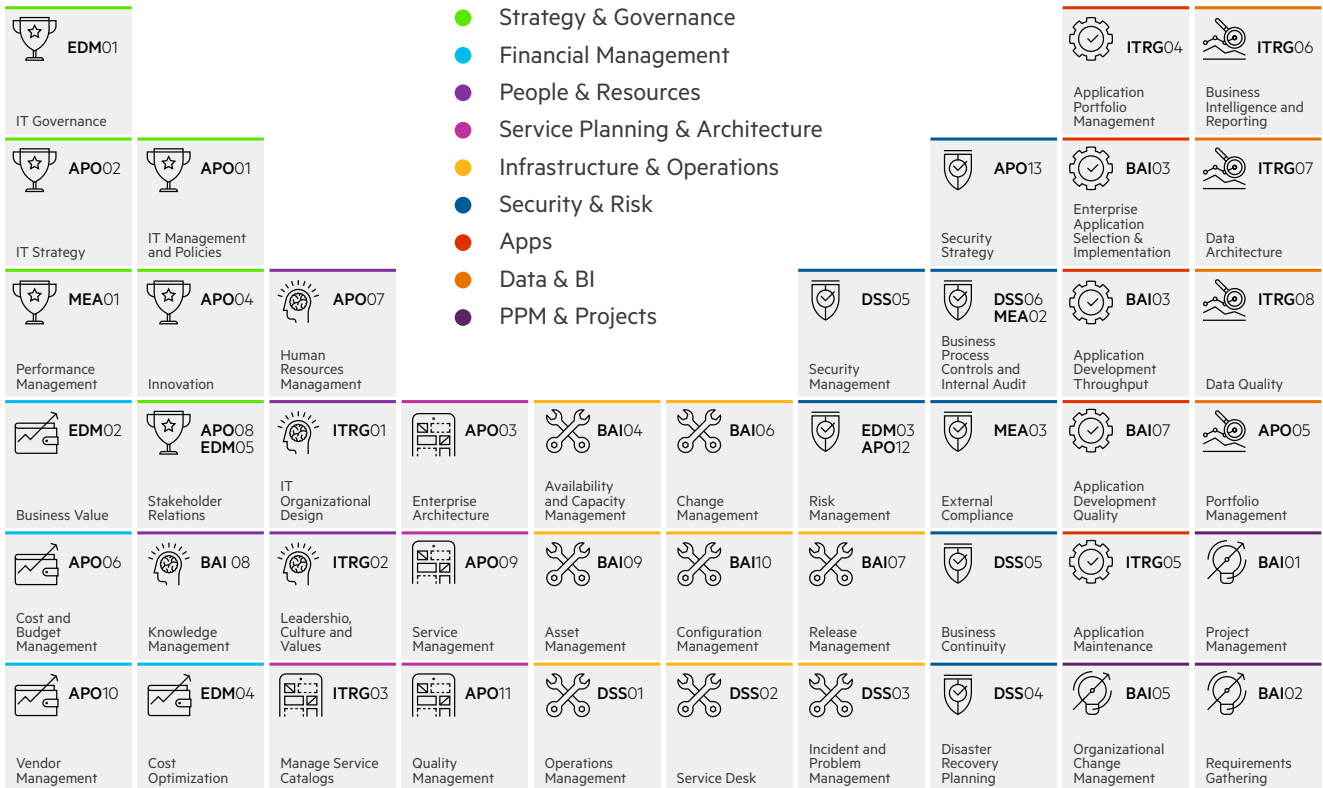 Strategy & Governance
Financial Management
People & Resources
Service Planning & Architecture
Infrastructure & Operations
Security & Risk
Apps
Data & BI
PPM & Projects
EDM01
IT Governance
ITRG04
Application
Portfolio
Management
ITRG06
Business
Intelligence and
Reporting
APO02
IT Strategy
APO01
IT Management
and Policies
APO13
Security
Strategy
BAI03
Enterprise
Application
Selection &
Implementation
ITRG07
Data
Architecture
MEA01
Performance
Management
APO04
Innovation
APO07
Human
Resources
Managament
DSS05
Security
Management
DSS06
MEA02
Business
Process
Controls and
Internal Audit
BAI03
Application
Development
Throughput
ITRG08
Data Quality
EDM02
Business Value
APO08
EDM05
Stakeholder
Relations
ITRG01
IT
Organizational
Design
APO03
Enterprise
Architecture
BAI04
Availability
and Capacity
Management
BAI06
Change
Management
EDM03
APO12
Risk
Management
MEA03
External
Compliance
BAI07
Application
Development
Quality
APO05
Portfolio
Management
APO06
Cost and
Budget
Management
BAI 08
Knowledge
Management
ITRG02
Leadershio,
Culture and
Values
APO09
Service
Management
BAI09
Asset
Management
BAI10
Configuration
Management
BAI07
Release
Management
DSS05
Business
Continuity
ITRG05
Application
Maintenance
BAI01
Project
Management
APO10
Vendor
Management
EDM04
Cost
Optimization
ITRG03
Manage Service
Catalogs
APO11
Quality
Management
DSS01
Operations
Management
DSS02
Service Desk
DSS03
Incident and
Problem
Management
DSS04
Disaster
Recovery
Planning
BAI05
Organizational
Change
Management
BAI02
Requirements
Gathering